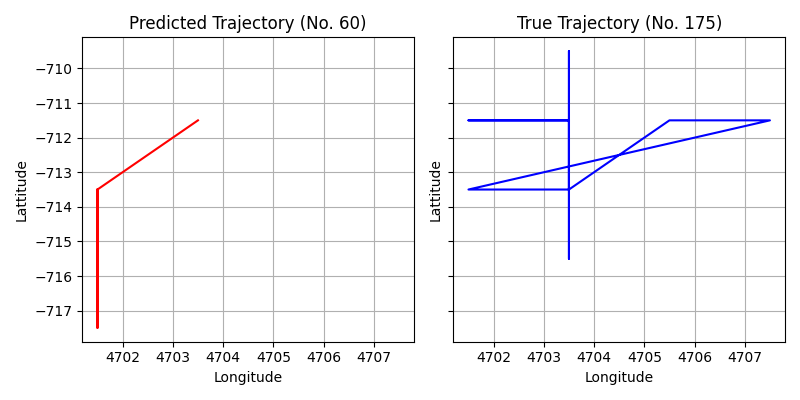 Predicted Trajectory (No. 60)
True Trajectory (No. 175)
Lattitude
−710
−711
−712
−713
−714
−715
−716
−717
4702 4703 4704 4705 4706 4707
Longitude
Lattitude
4702 4703 4704 4705 4706 4707
Longitude